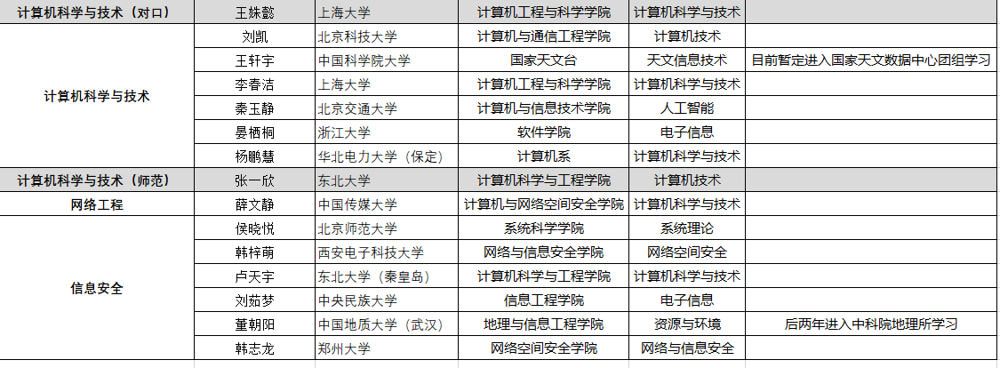 计算机科学与技术（对口） 王姝懿 上海大学 计算机工程与科学学院 计算机科学与技术
刘凯 北京科技大学 计算机与通信工程学院 计算机技术
王轩宇 中国科学院大学 国家天文台 天文信息技术 目前暂定进入国家天文数据中心团组学习
计算机科学与技术 李春洁 上海大学 计算机工程与科学学院 计算机科学与技术
秦玉静 北京交通大学 计算机与信息技术学院 人工智能
晏栖桐 浙江大学 软件学院 电子信息
杨鹏慧 华北电力大学（保定） 计算机系 计算机科学与技术
计算机科学与技术（师范） 张一欣 东北大学 计算机科学与工程学院 计算机技术
网络工程 薛文静 中国传媒大学 计算机与网络空间安全学院 计算机科学与技术
侯晓悦 北京师范大学 系统科学学院 系统理论
韩梓萌 西安电子科技大学 网络与信息安全学院 网络空间安全
信息安全 卢天宇 东北大学（秦皇岛） 计算机科学与工程学院 计算机科学与技术
刘茹梦 中央民族大学 信息工程学院 电子信息
董朝阳 中国地质大学（武汉） 地理与信息工程学院 资源与环境 后两年进入中科院地理所学习
韩志龙 郑州大学 网络空间安全学院 网络与信息安全